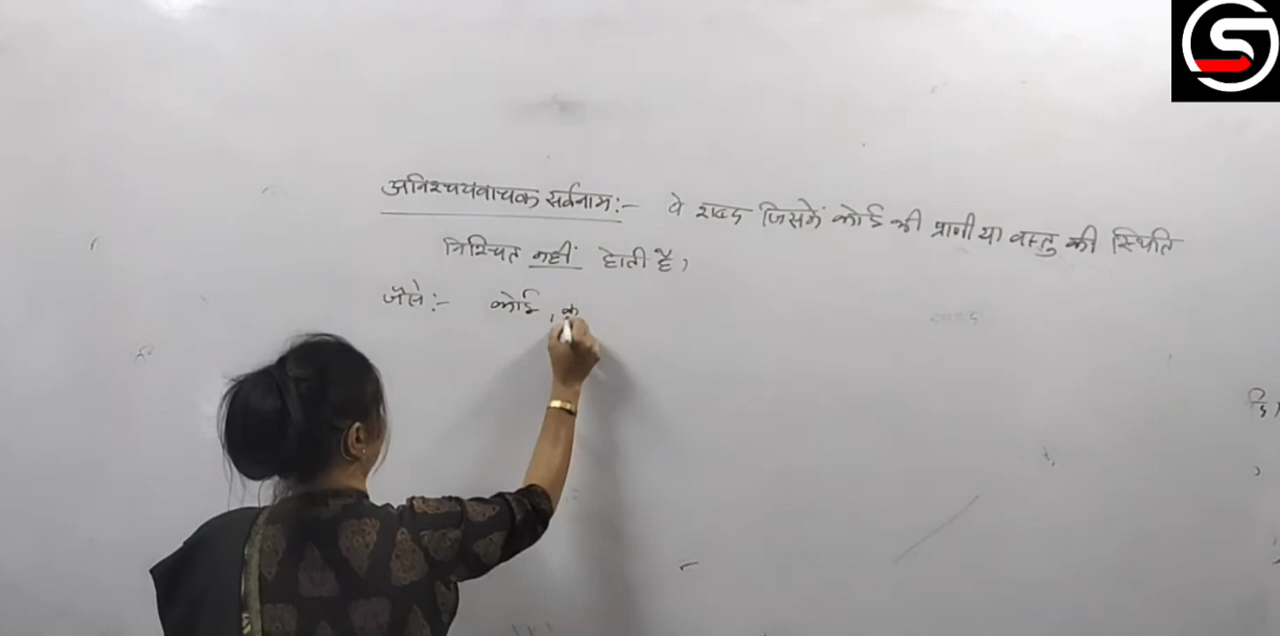 अनिश्चयवाचक सर्वनाम:- वे शब्द जिसमें कोई भी प्राणी या वस्तु की स्थिति
निश्चित नहीं होती है,
जैसे:- कोई, क